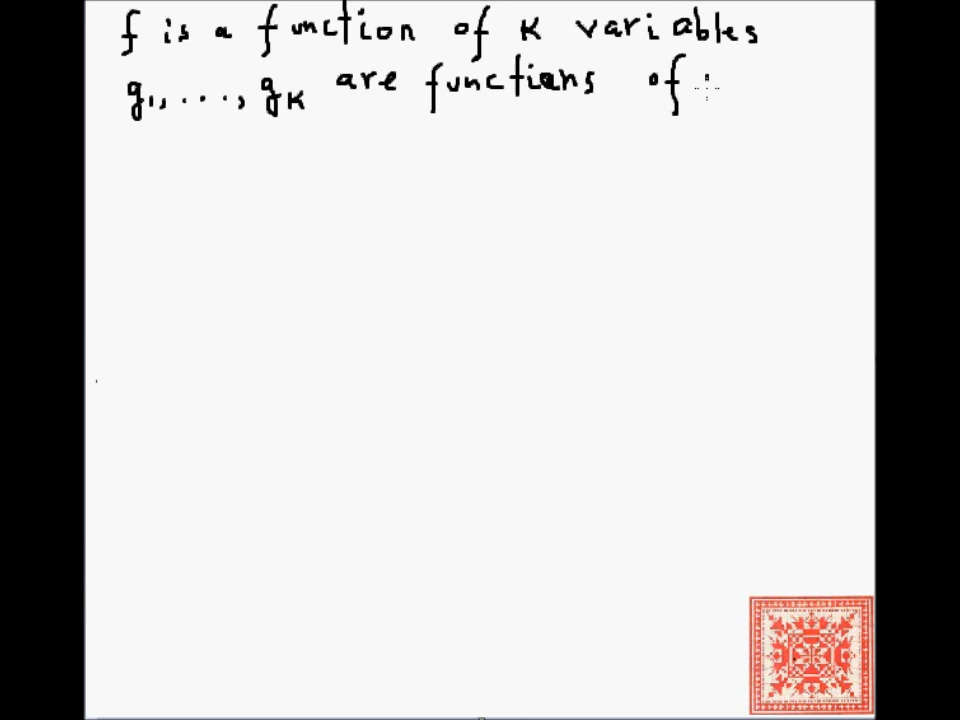 f is a function of k variables
g₁, ..., gₖ are functions of